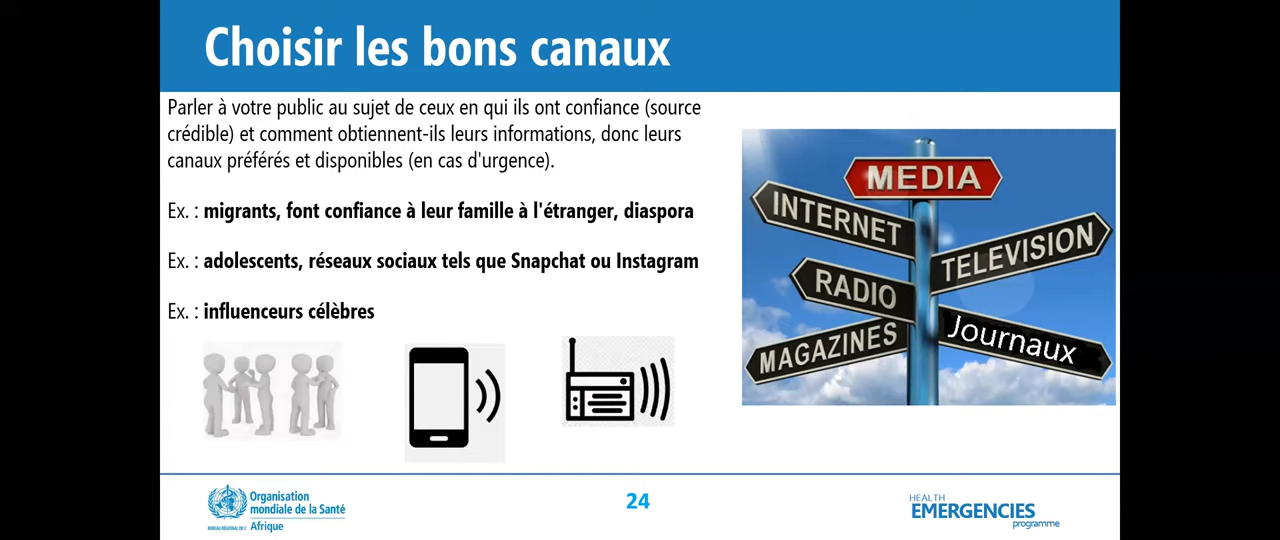 Choisir les bons canaux
Parler à votre public au sujet de ceux en qui ils ont confiance (source
crédible) et comment obtiennent-ils leurs informations, donc leurs
canaux préférés et disponibles (en cas d'urgence).
Ex. : migrants, font confiance à leur famille à l'étranger, diaspora
Ex. : adolescents, réseaux sociaux tels que Snapchat ou Instagram
Ex. : influenceurs célèbres
MEDIA
INTERNET
TELEVISION
RADIO
MAGAZINES
Journaux
Organisation
mondiale de la Santé
BUREAU RÉGIONAL DE L' Afrique
24
HEALTH
EMERGENCIES
programme